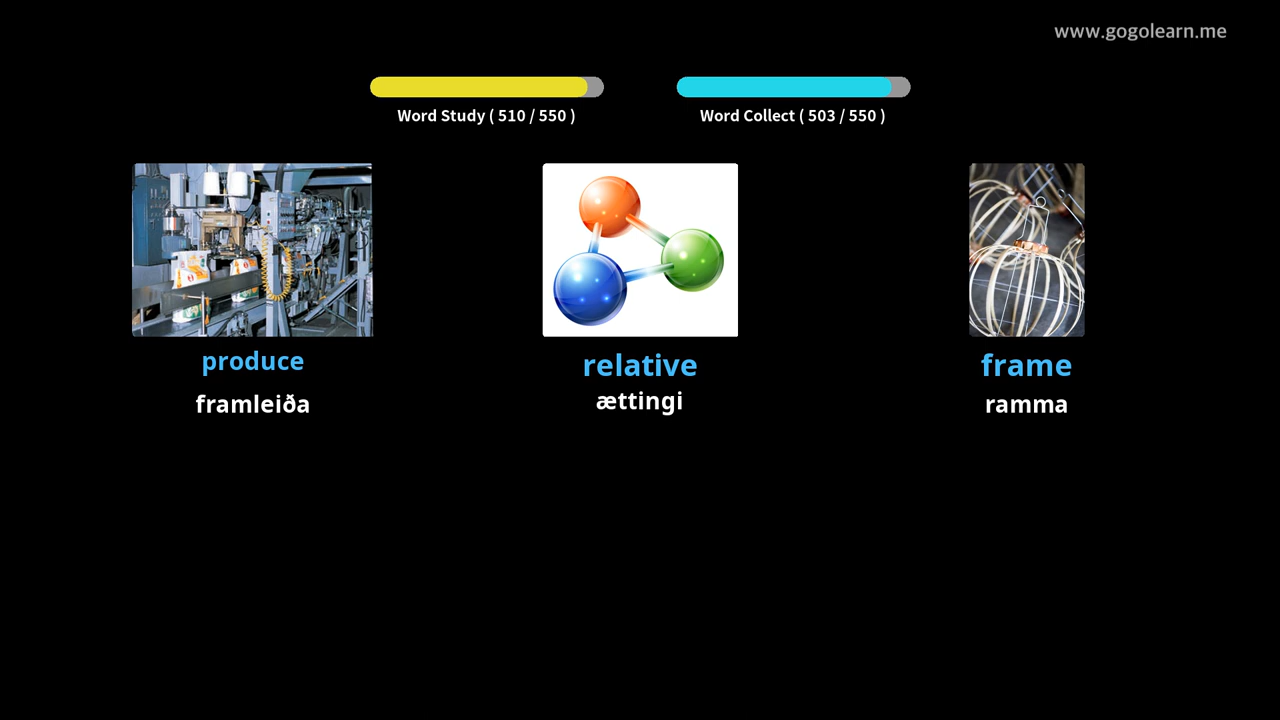 www.gogolearn.me
Word Study ( 510 / 550 )
Word Collect ( 503 / 550 )
produce
framleiða
relative
ættingi
frame
ramma